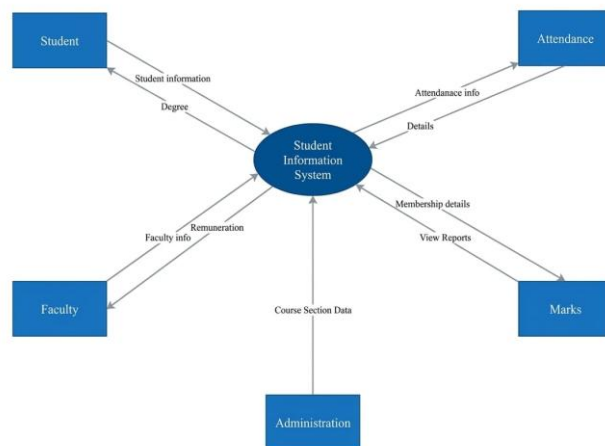 Student
Attendance
Student information
Degree
Attendanace info
Details
Student
Information
System
Membership details
View Reports
Faculty info
Remuneration
Faculty
Course Section Data
Marks
Administration